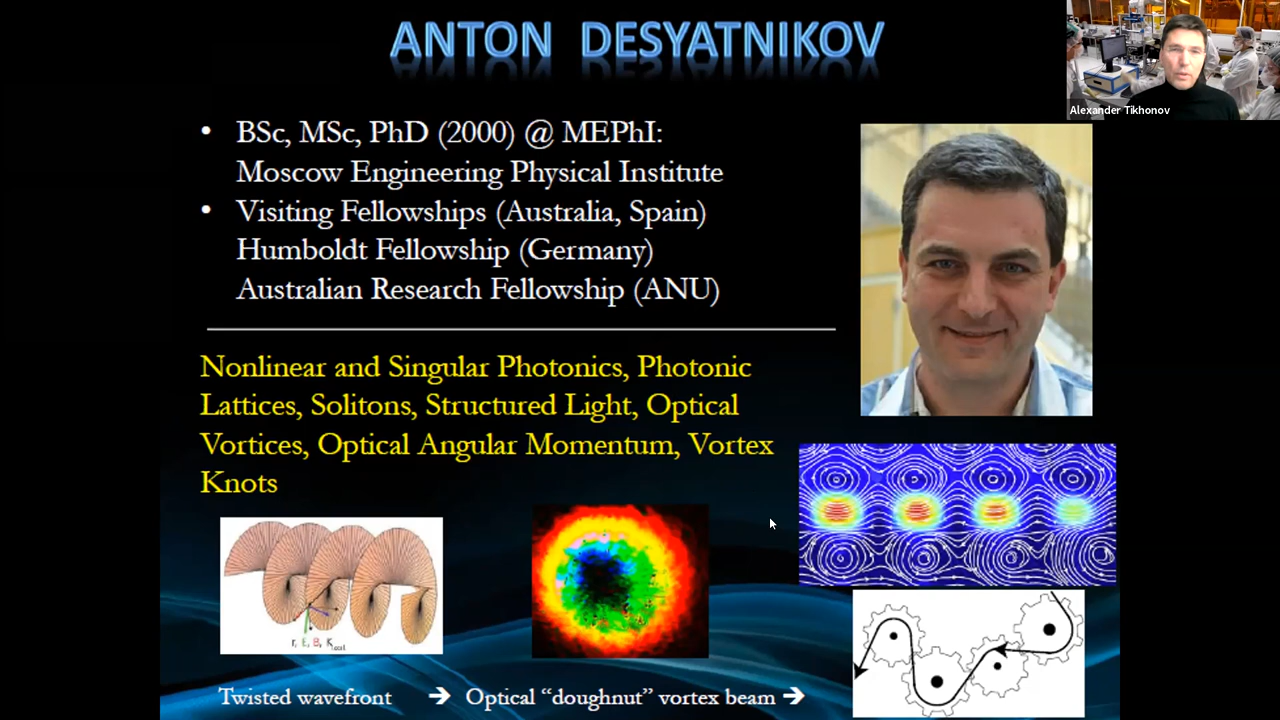 ANTON DESYATNIKOV
Alexander Tikhonov
• BSc, MSc, PhD (2000) @ MEPhI:
Moscow Engineering Physical Institute
• Visiting Fellowships (Australia, Spain)
Humboldt Fellowship (Germany)
Australian Research Fellowship (ANU)
Nonlinear and Singular Photonics, Photonic
Lattices, Solitons, Structured Light, Optical
Vortices, Optical Angular Momentum, Vortex
Knots
r, E, B, K
Twisted wavefront → Optical “doughnut” vortex beam →